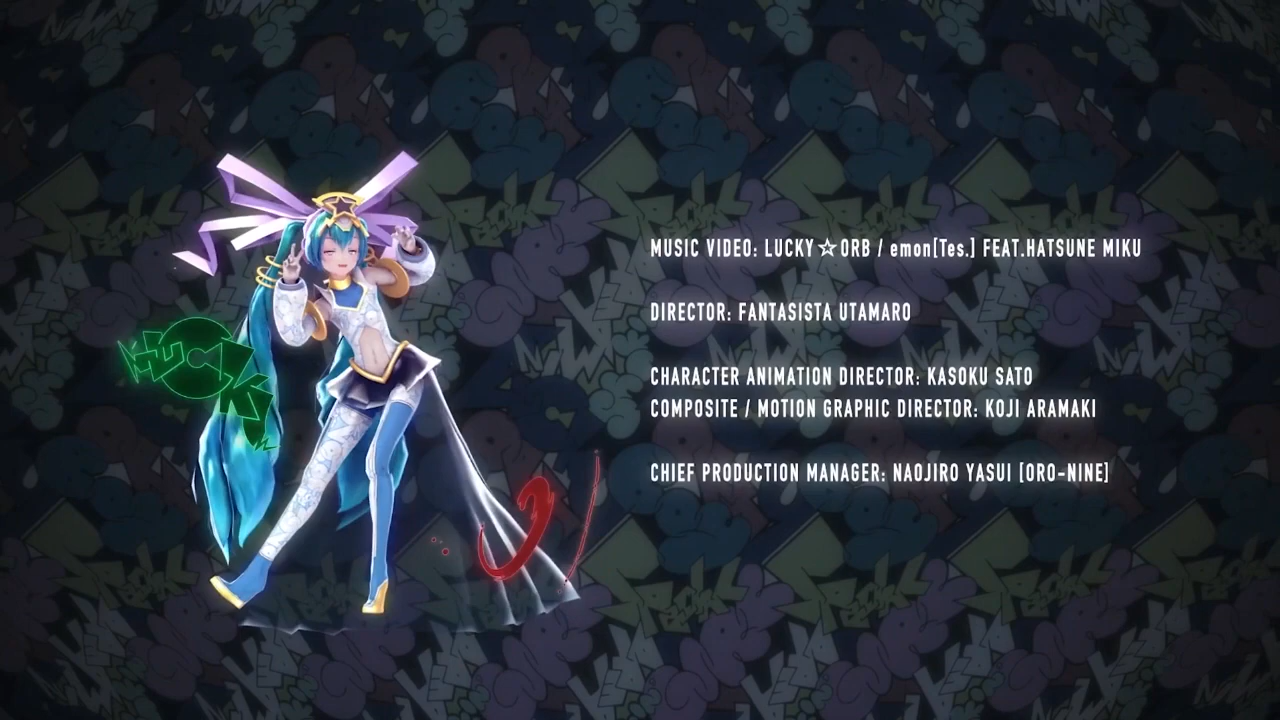 MUSIC VIDEO: LUCKY☆ORB / emon[Tes.] FEAT.HATSUNE MIKU
DIRECTOR: FANTASISTA UTAMARO
CHARACTER ANIMATION DIRECTOR: KASOKU SATO
COMPOSITE / MOTION GRAPHIC DIRECTOR: KOJI ARAMAKI
CHIEF PRODUCTION MANAGER: NAOJIRO YASUI [ORO-NINE]